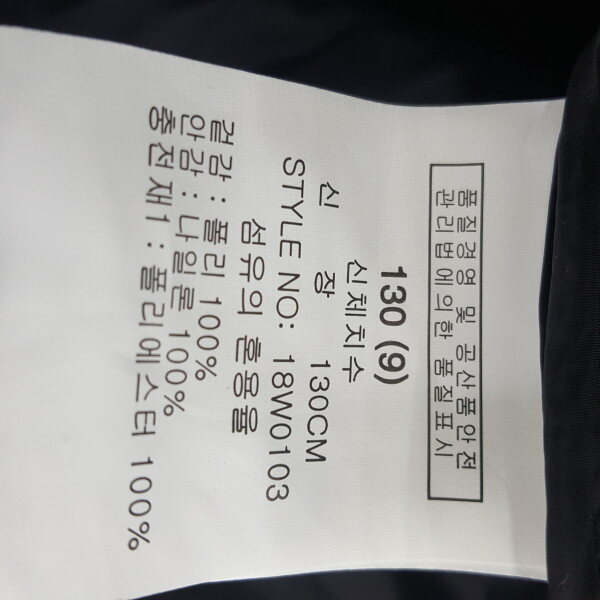 품질경영 및 공산품안전
관리법에의한 품질표시
130 (9)
신체치수
신 장 130CM
STYLE NO: 18W0103
섬유의 혼용율
겉감 : 폴리 100%
안감 : 나일론 100%
충전재1 : 폴리에스터 100%